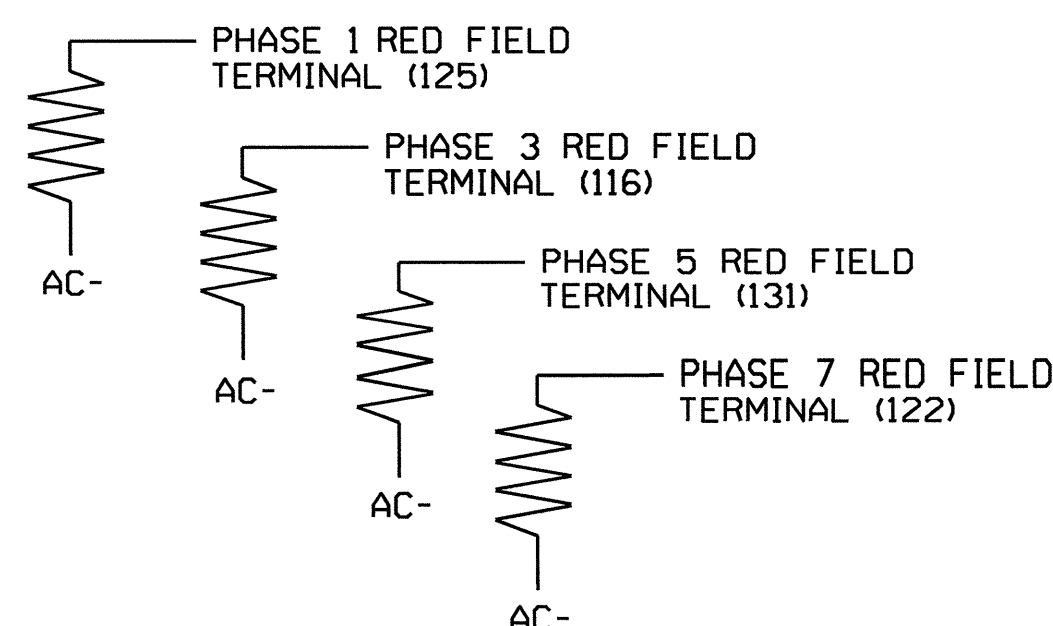 PHASE 1 RED FIELD
TERMINAL (125)
AC-
PHASE 3 RED FIELD
TERMINAL (116)
AC-
PHASE 5 RED FIELD
TERMINAL (131)
AC-
PHASE 7 RED FIELD
TERMINAL (122)
AC-